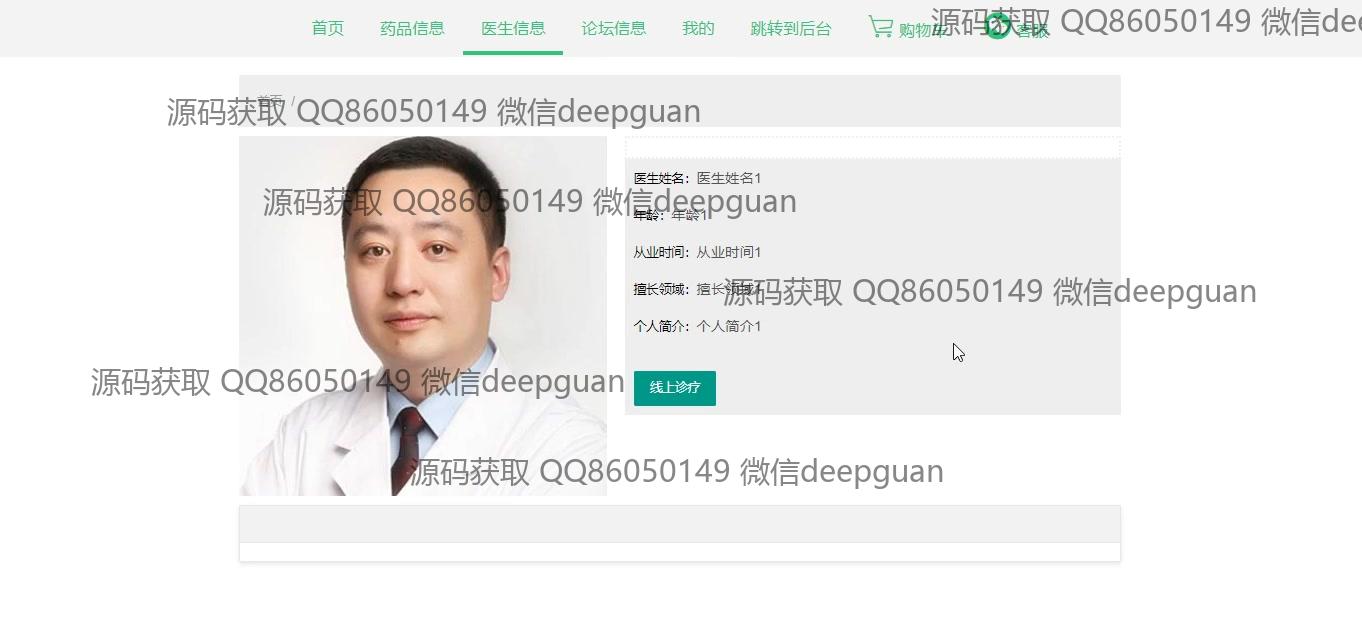 首页 药品信息 医生信息 论坛信息 我的 跳转到后台 购物车 客服
源码获取 QQ86050149 微信dee
首页 /
源码获取 QQ86050149 微信deepguan
医生姓名：医生姓名1
源码获取 QQ86050149 微信deepguan
年龄：年龄1
从业时间：从业时间1
擅长领域：擅长领域1
源码获取 QQ86050149 微信deepguan
个人简介：个人简介1
源码获取 QQ86050149 微信deepguan
线上诊疗
源码获取 QQ86050149 微信deepguan